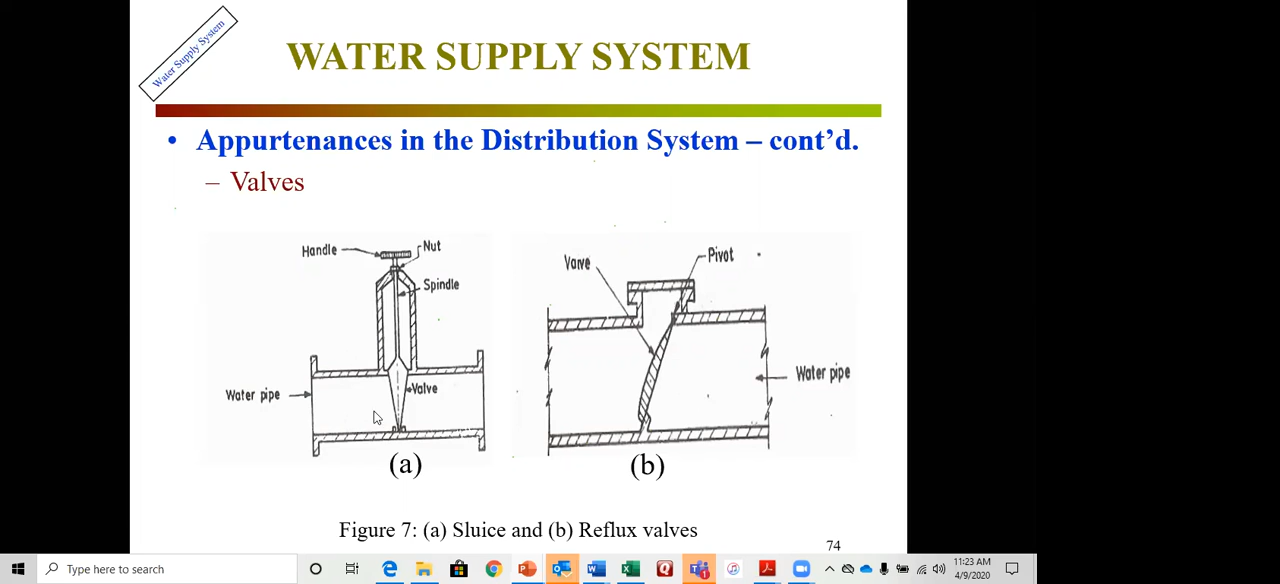 Water Supply System
WATER SUPPLY SYSTEM
• Appurtenances in the Distribution System – cont’d.
– Valves
Handle
Nut
Spindle
Water pipe
Valve
(a)
Varve
Pivot
Water pipe
(b)
Figure 7: (a) Sluice and (b) Reflux valves
74
Type here to search
11:23 AM
4/9/2020